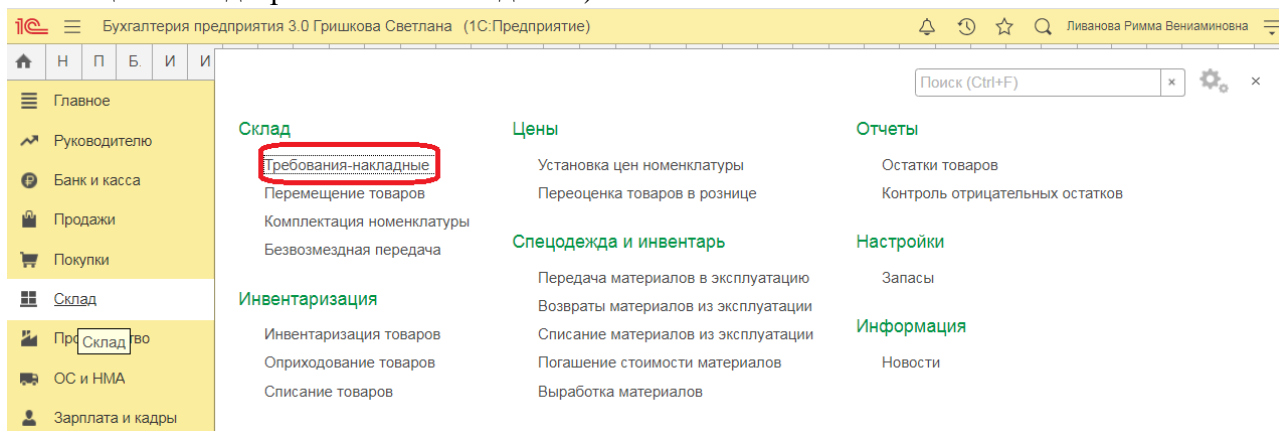 Бухгалтерия предприятия 3.0 Гришкова Светлана (1С:Предприятие)
Ливанова Римма Вениаминовна
Н П Б. И И
Поиск (Ctrl+F)
Главное
Руководителю
Банк и касса
Продажи
Покупки
Склад
Склад
ОС и НМА
Зарплата и кадры
Склад
Требования-накладные
Перемещение товаров
Комплектация номенклатуры
Безвозмездная передача
Инвентаризация
Инвентаризация товаров
Оприходование товаров
Списание товаров
Цены
Установка цен номенклатуры
Переоценка товаров в рознице
Спецодежда и инвентарь
Передача материалов в эксплуатацию
Возвраты материалов из эксплуатации
Списание материалов из эксплуатации
Погашение стоимости материалов
Выработка материалов
Отчеты
Остатки товаров
Контроль отрицательных остатков
Настройки
Запасы
Информация
Новости